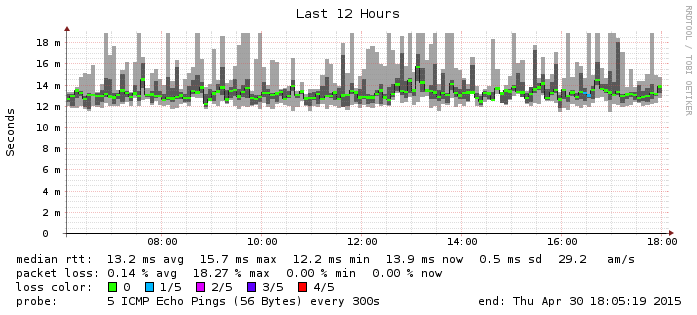 Last 12 Hours
RRDTOOL / TOBI OETIKER
Seconds
18 m
16 m
14 m
12 m
10 m
8 m
6 m
4 m
2 m
0
08:00 10:00 12:00 14:00 16:00 18:00
median rtt: 13.2 ms avg 15.7 ms max 12.2 ms min 13.9 ms now 0.5 ms sd 29.2 am/s
packet loss: 0.14 % avg 18.27 % max 0.00 % min 0.00 % now
loss color: 0 1/5 2/5 3/5 4/5
probe: 5 ICMP Echo Pings (56 Bytes) every 300s end: Thu Apr 30 18:05:19 2015